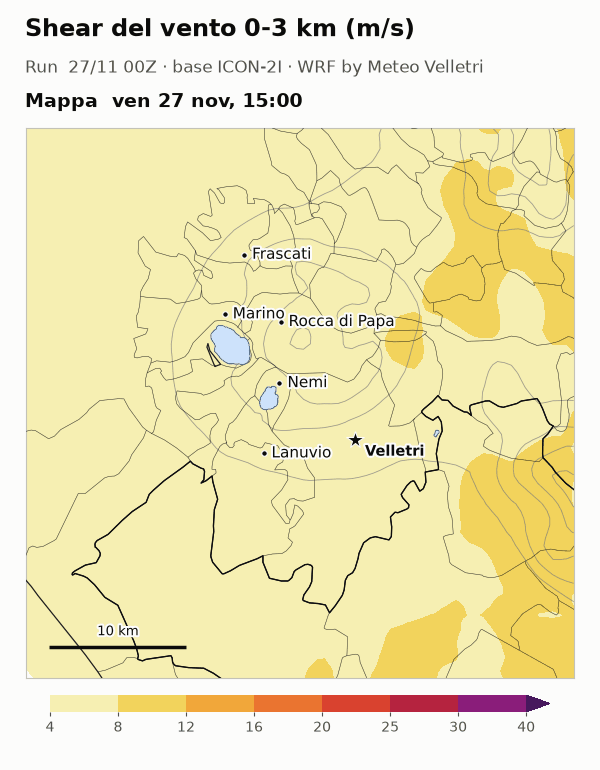 Shear del vento 0-3 km (m/s)
Run  27/11 00Z · base ICON-2I · WRF by Meteo Velletri
Mappa  ven 27 nov, 15:00
Frascati
Marino
Rocca di Papa
Nemi
Velletri
Lanuvio
10 km
4 8 12 16 20 25 30 40